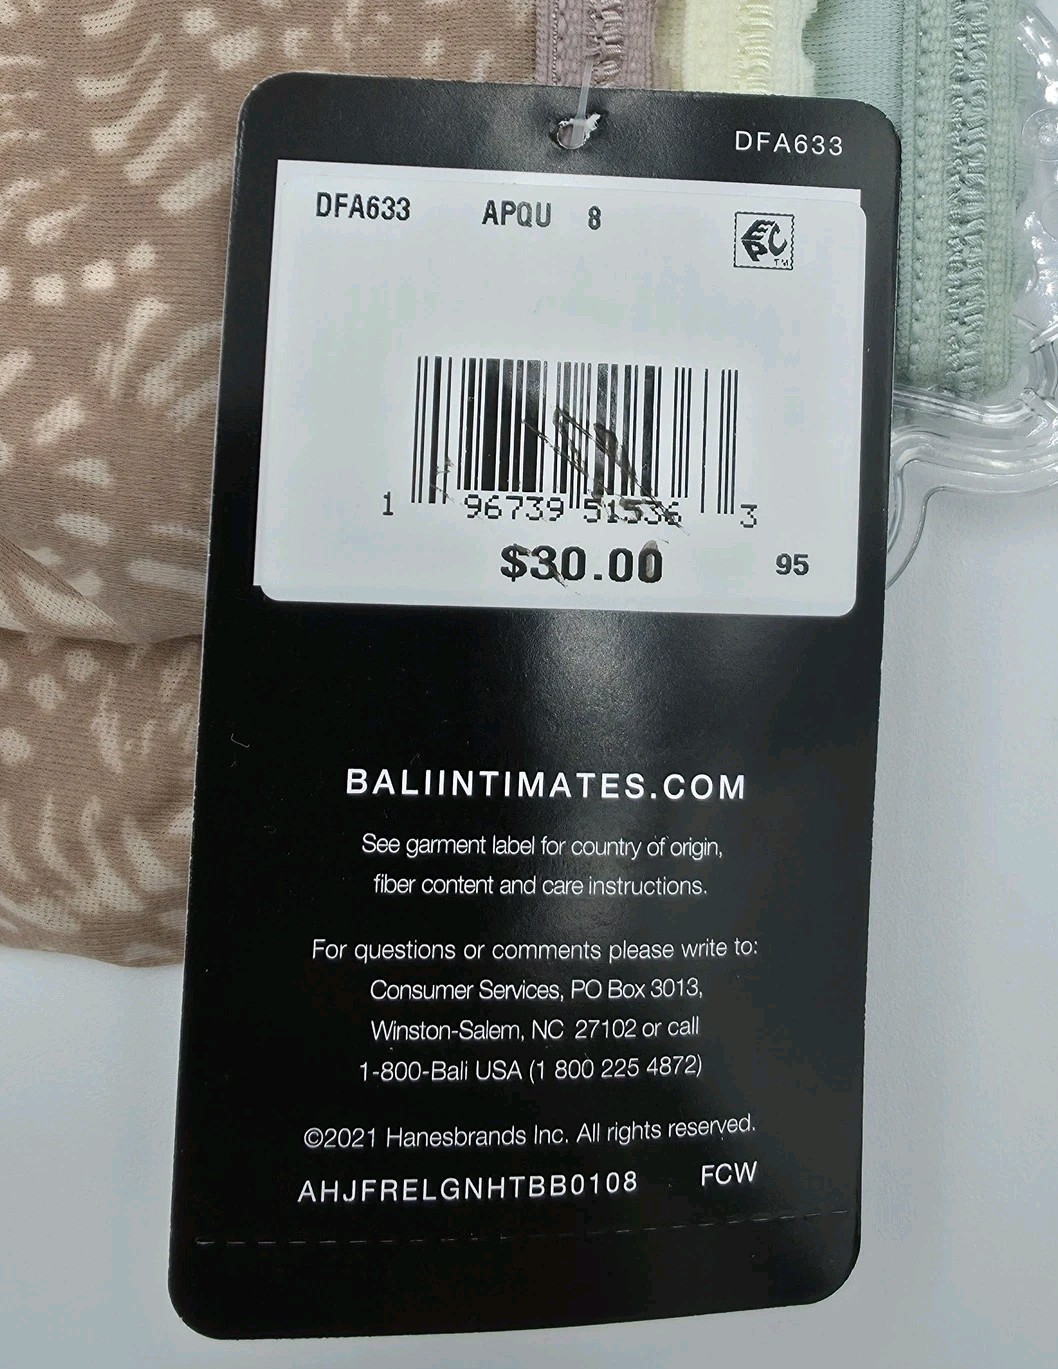 DFA633
DFA633 APQU 8
EPC
TM
1 96739 51536 3
$30.00 95
BALIINTIMATES.COM
See garment label for country of origin,
fiber content and care instructions.
For questions or comments please write to:
Consumer Services, PO Box 3013,
Winston-Salem, NC 27102 or call
1-800-Bali USA (1 800 225 4872)
©2021 Hanesbrands Inc. All rights reserved.
AHJFRELGNHTBB0108 FCW